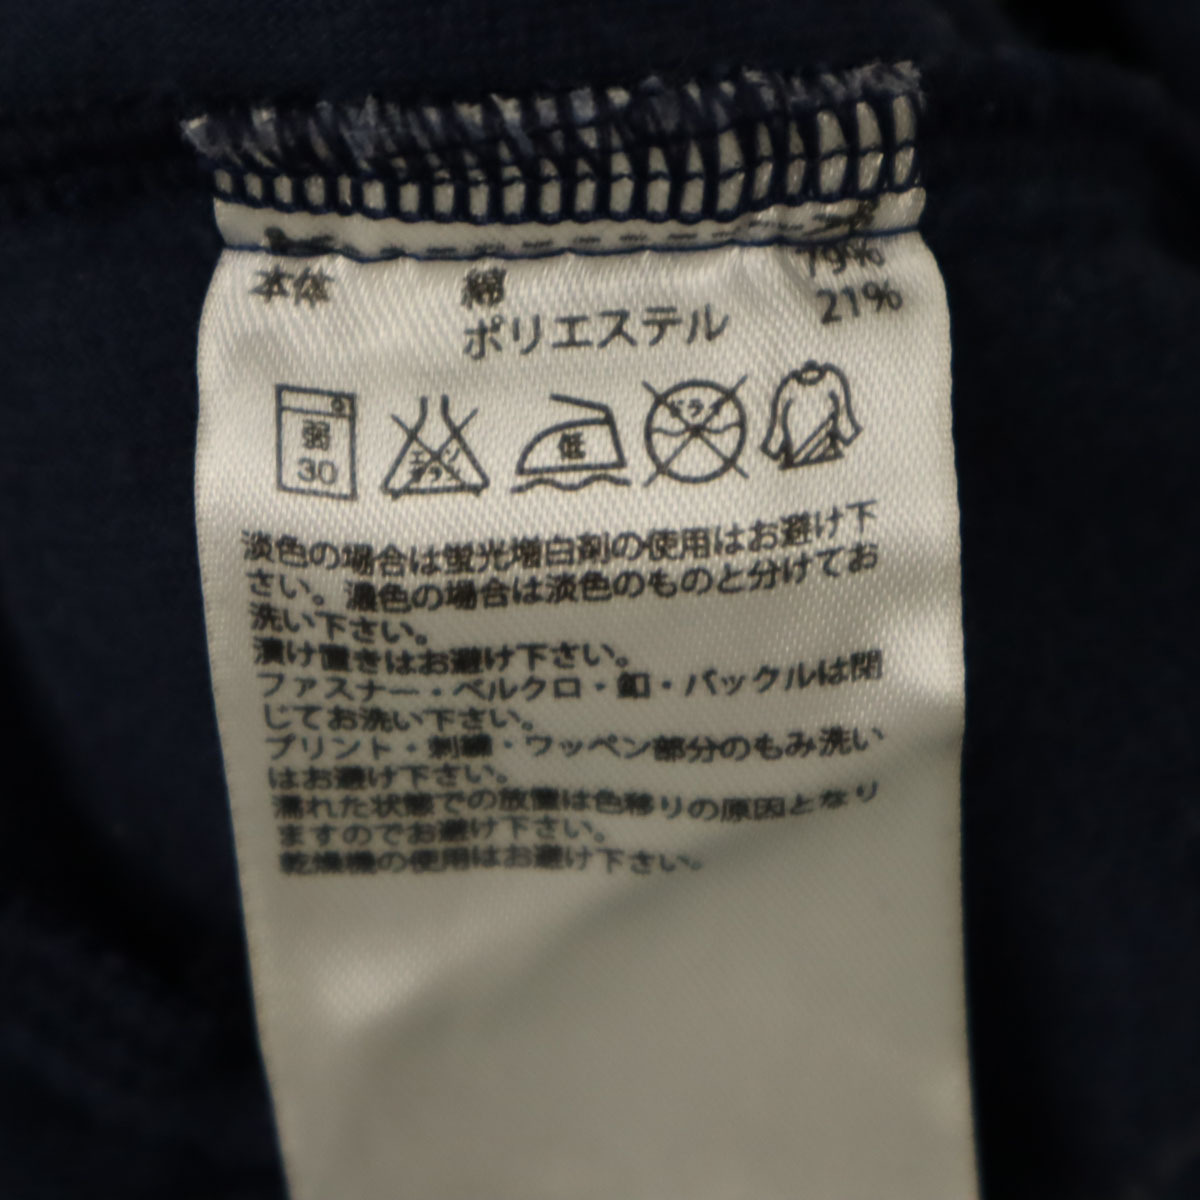 本体 綿 79%
ポリエステル 21%
弱 30 エンソ サラシ 低 ドライ
淡色の場合は蛍光増白剤の使用はお避け下
さい。濃色の場合は淡色のものと分けてお
洗い下さい。
漬け置きはお避け下さい。
ファスナー・ベルクロ・釦・バックルは閉
じてお洗い下さい。
プリント・刺繍・ワッペン部分のもみ洗い
はお避け下さい。
濡れた状態での放置は色移りの原因となり
ますのでお避け下さい。
乾燥機の使用はお避け下さい。